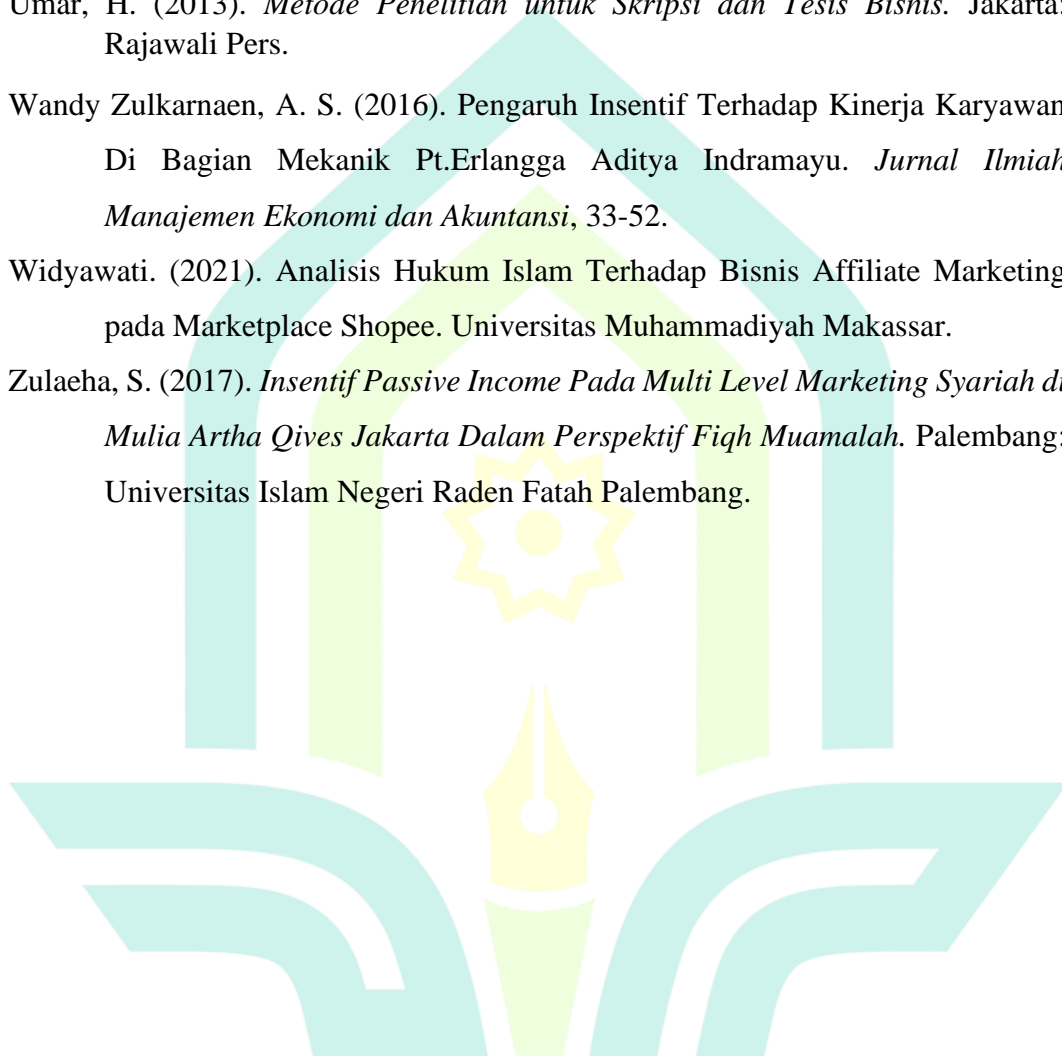 Umar, H. (2013). Metode Penelitian untuk Skripsi dan Tesis Bisnis. Jakarta:
Rajawali Pers.
Wandy Zulkarnaen, A. S. (2016). Pengaruh Insentif Terhadap Kinerja Karyawan
Di Bagian Mekanik Pt.Erlangga Aditya Indramayu. Jurnal Ilmiah
Manajemen Ekonomi dan Akuntansi, 33-52.
Widyawati. (2021). Analisis Hukum Islam Terhadap Bisnis Affiliate Marketing
pada Marketplace Shopee. Universitas Muhammadiyah Makassar.
Zulaeha, S. (2017). Insentif Passive Income Pada Multi Level Marketing Syariah di
Mulia Artha Qives Jakarta Dalam Perspektif Fiqh Muamalah. Palembang:
Universitas Islam Negeri Raden Fatah Palembang.